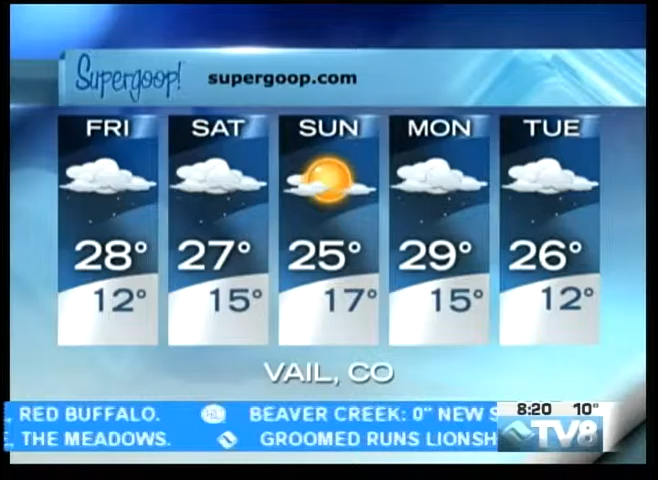 Supergoop! supergoop.com
FRI SAT SUN MON TUE
28° 27° 25° 29° 26°
12° 15° 17° 15° 12°
VAIL, CO
, RED BUFFALO. BEAVER CREEK: 0" NEW S
E, THE MEADOWS. GROOMED RUNS LIONSH
8:20 10°
TV8